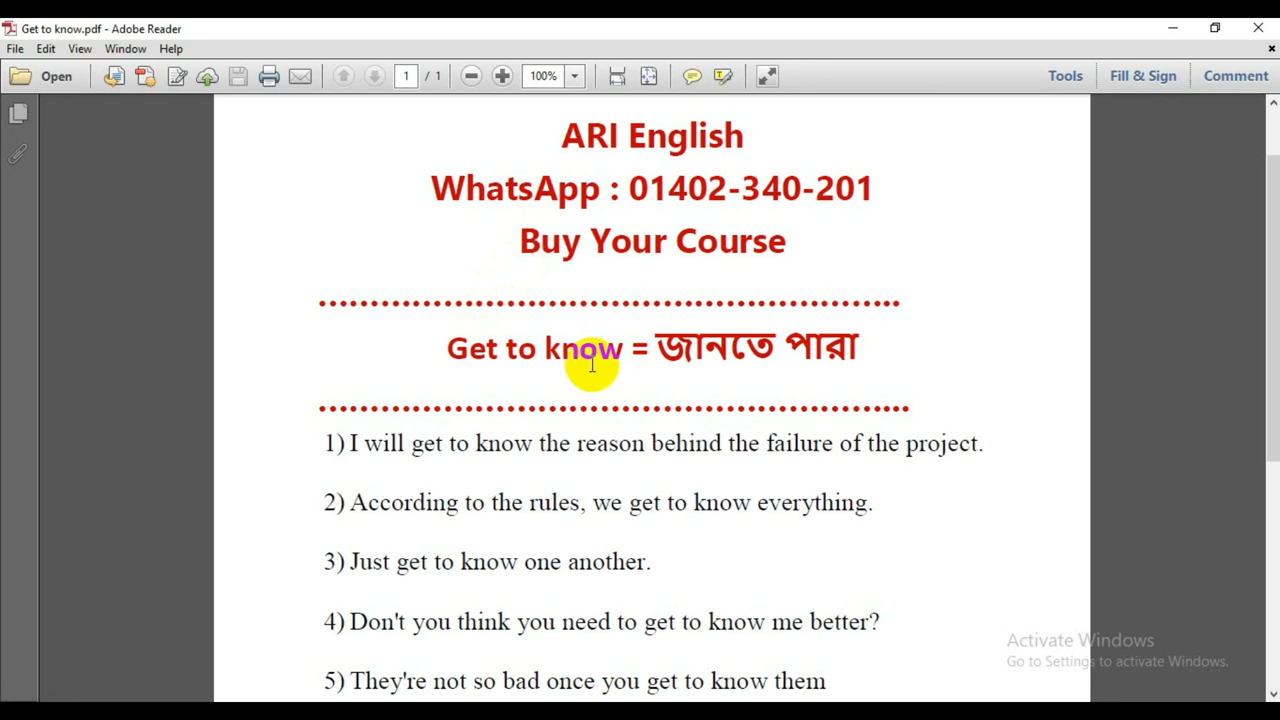 Get to know.pdf - Adobe Reader
File Edit View Window Help
Open 1 / 1 100% Tools Fill & Sign Comment
ARI English
WhatsApp : 01402-340-201
Buy Your Course
Get to know = জানতে পারা
1) I will get to know the reason behind the failure of the project.
2) According to the rules, we get to know everything.
3) Just get to know one another.
4) Don't you think you need to get to know me better?
5) They're not so bad once you get to know them
Activate Windows
Go to Settings to activate Windows.